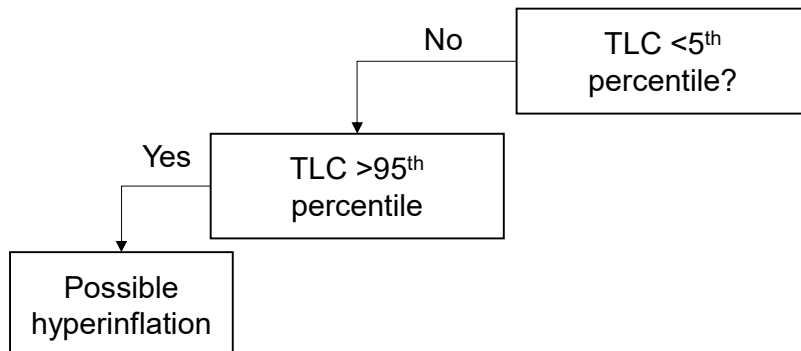 No
TLC <5th
percentile?
Yes
TLC >95th
percentile
Possible
hyperinflation